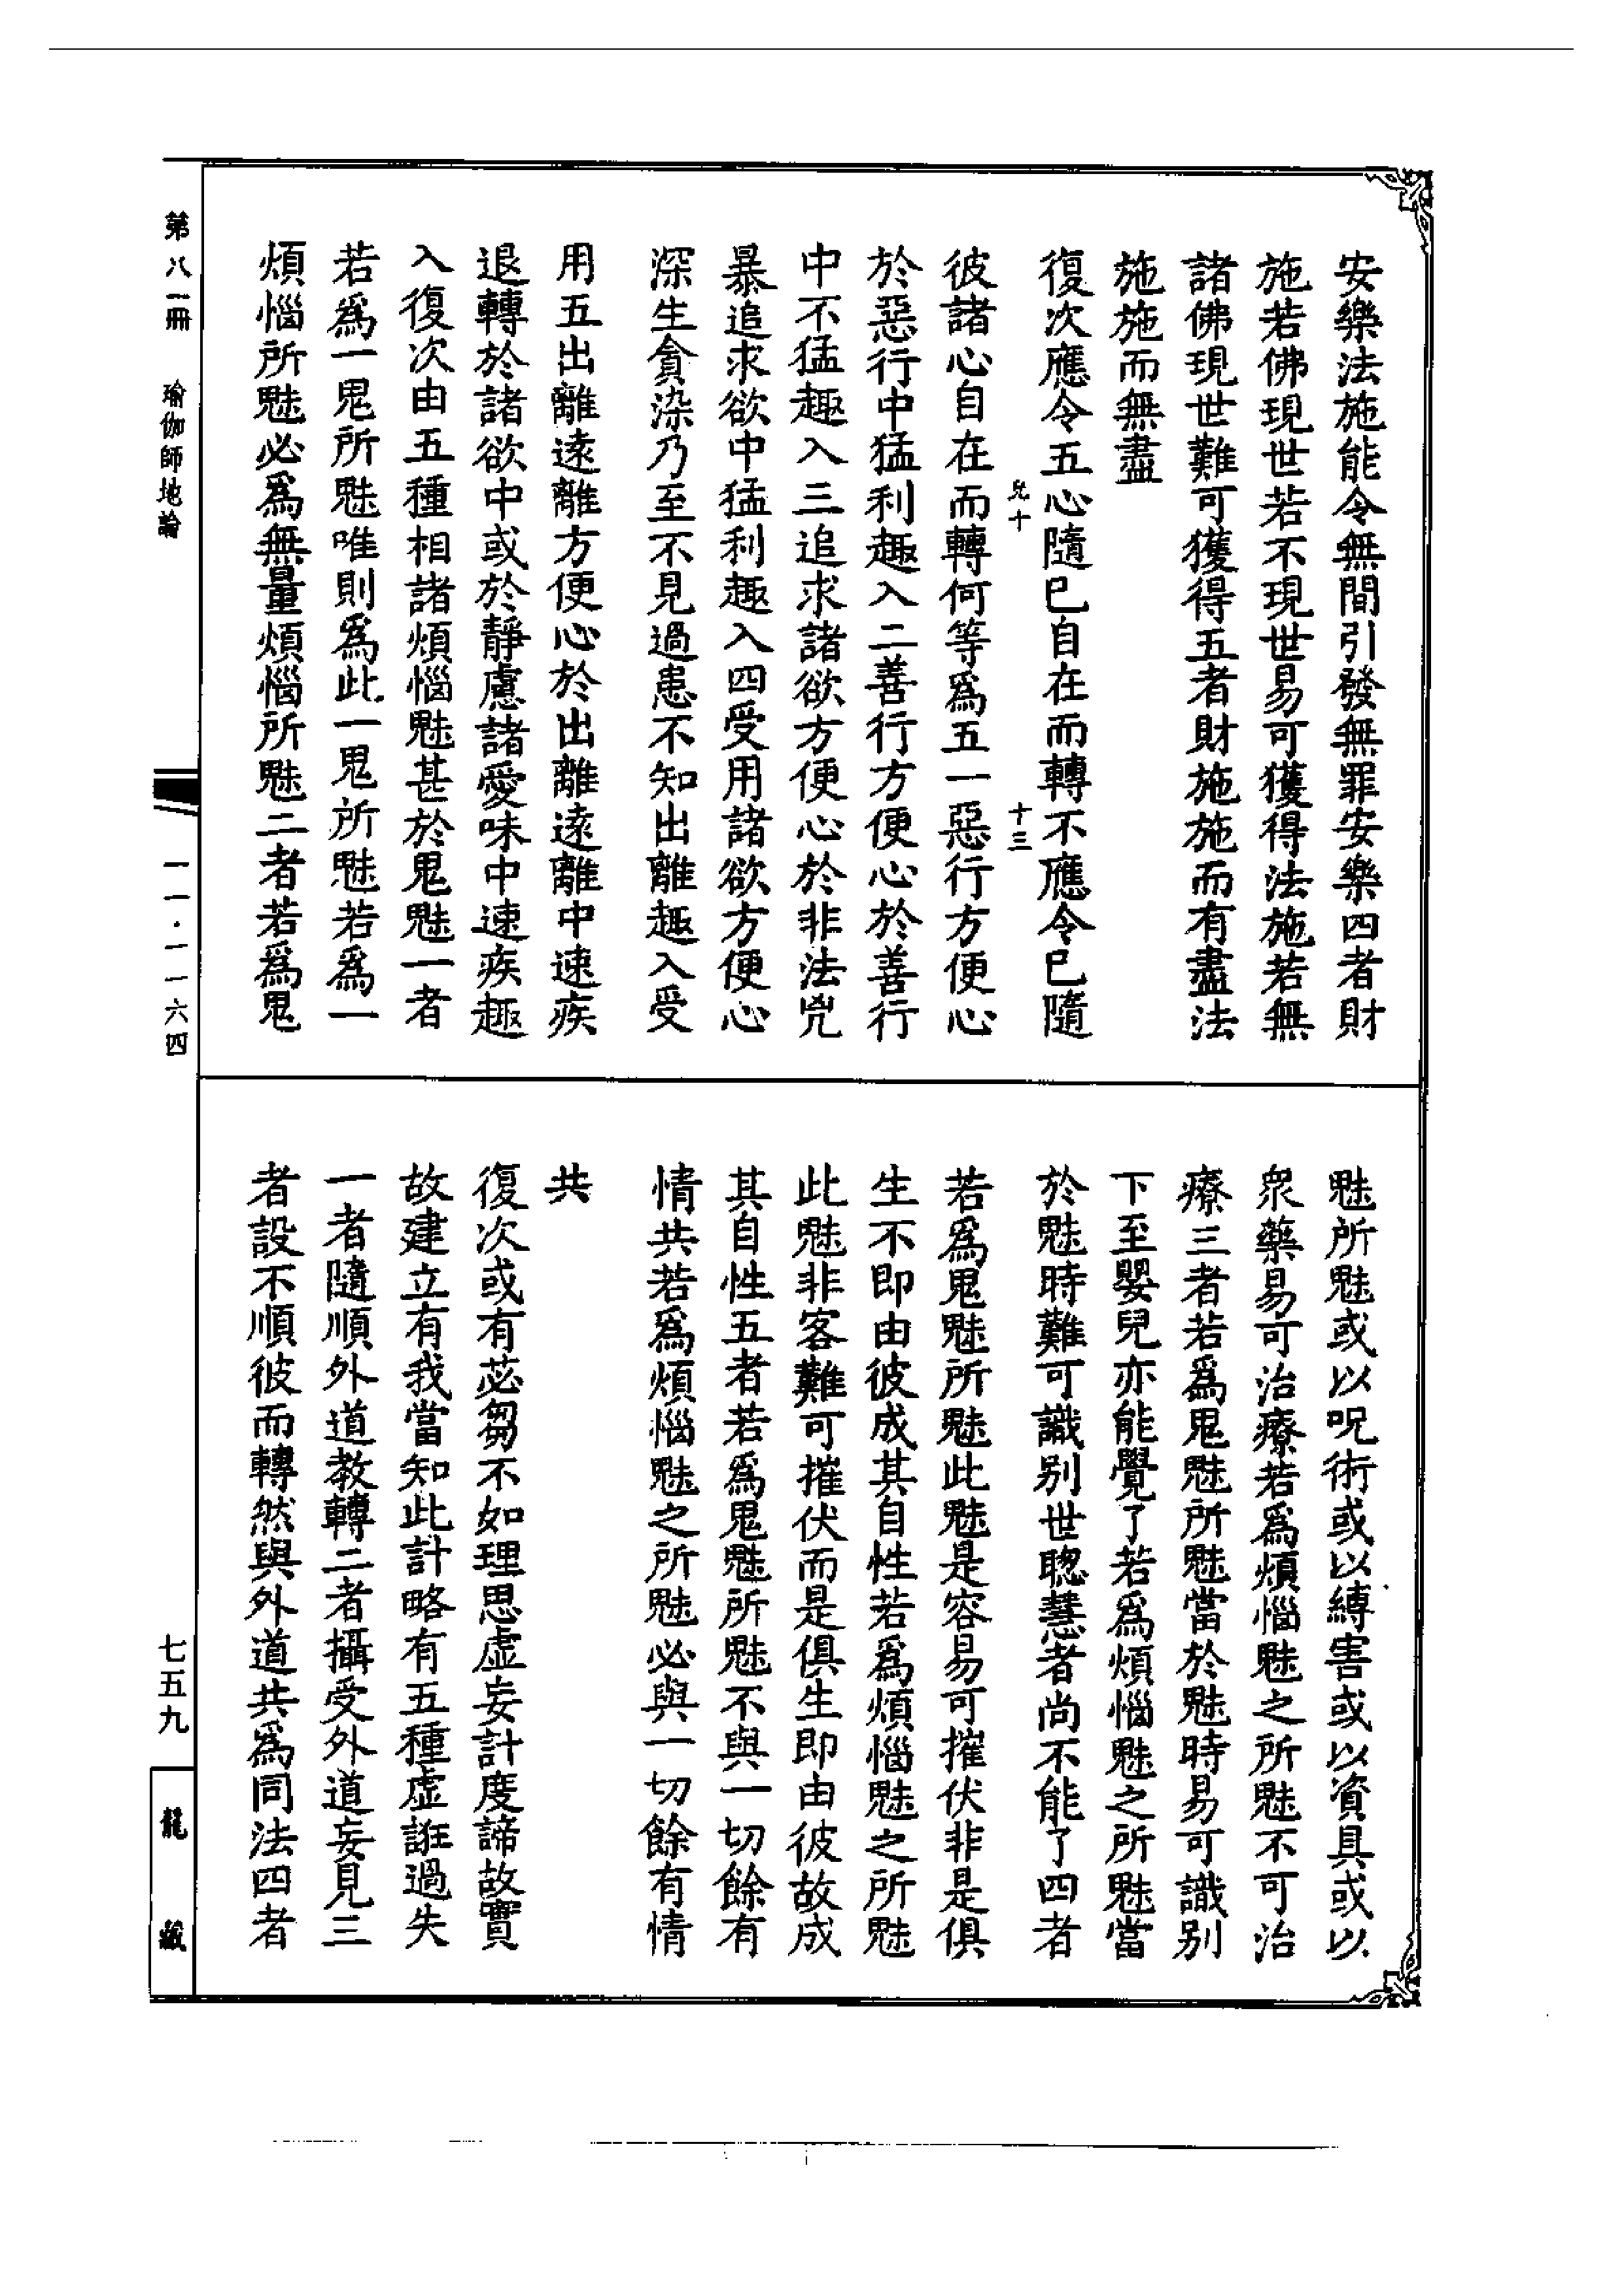 安樂法施能令無間引發無罪安樂四者財
施若佛現世若不現世易可獲得法施若無
諸佛現世難可獲得五者財施施而有盡法
施施而無盡
復次應令五心隨已自在而轉不應令已隨
皃十
十三
彼諸心自在而轉何等爲五一惡行方便心
於惡行中猛利趣入二善行方便心於善行
中不猛趣入三追求諸欲方便心於非法兇
暴追求欲中猛利趣入四受用諸欲方便心
深生貪染乃至不見過患不知出離趣入受
用五出離遠離方便心於出離遠離中速疾
退轉於諸欲中或於靜慮諸愛味中速疾趣
入復次由五種相諸煩惱魅甚於鬼魅一者
若爲一鬼所魅唯則爲此一鬼所魅若爲一
煩惱所魅必爲無量煩惱所魅二者若爲鬼
魅所魅或以呪術或以縛害或以資具或以
衆藥易可治療若爲煩惱魅之所魅不可治
療三者若爲鬼魅所魅當於魅時易可識别
下至嬰兒亦能覺了若爲煩惱魅之所魅當
於魅時難可識别世聰慧者尚不能了四者
若爲鬼魅所魅此魅是容易可摧伏非是俱
生不即由彼成其自性若爲煩惱魅之所魅
此魅非客難可摧伏而是俱生即由彼故成
其自性五者若爲鬼魅所魅不與一切餘有
情共若爲煩惱魅之所魅必與一切餘有情
共
復次或有苾芻不如理思虛妄計度諦故實
故建立有我當知此計略有五種虛誑過失
一者隨順外道教轉二者攝受外道妄見三
者設不順彼而轉然與外道共爲同法四者
第八一冊
瑜伽師地論
一一·一一六四
七五九
龍藏